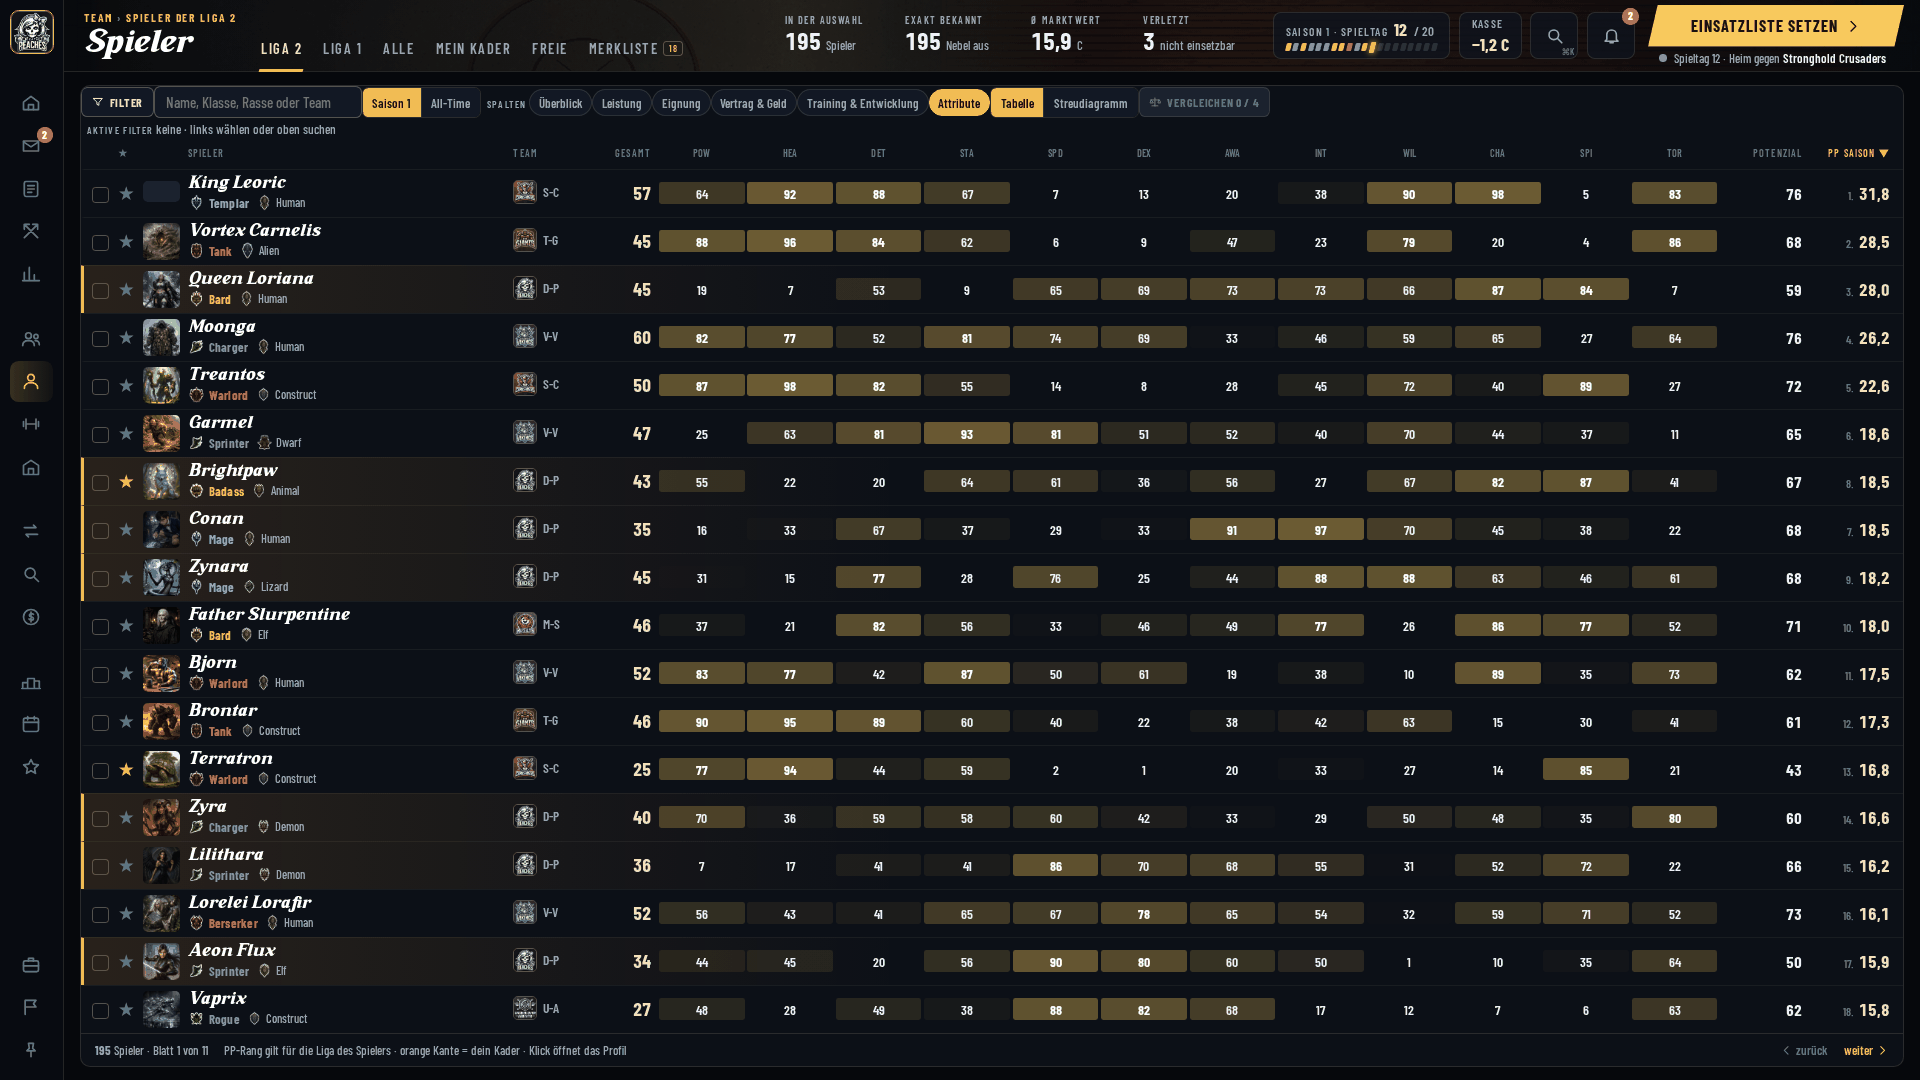 TEAM › SPIELER DER LIGA 2
Spieler
LIGA 2 LIGA 1 ALLE MEIN KADER FREIE MERKLISTE 18
IN DER AUSWAHL
195 Spieler
EXAKT BEKANNT
195 Nebel aus
Ø MARKTWERT
15,9 C
VERLETZT
3 nicht einsetzbar
SAISON 1 · SPIELTAG 12 / 20
KASSE
−1,2 C
⌘K
2
EINSATZLISTE SETZEN
Spieltag 12 · Heim gegen Stronghold Crusaders
2
FILTER Name, Klasse, Rasse oder Team Saison 1 All-Time SPALTEN Überblick Leistung Eignung Vertrag & Geld Training & Entwicklung Attribute Tabelle Streudiagramm VERGLEICHEN 0 / 4
AKTIVE FILTER keine · links wählen oder oben suchen
★ SPIELER TEAM GESAMT POW HEA DET STA SPD DEX AWA INT WIL CHA SPI TOR POTENZIAL PP SAISON ▼
King Leoric
Templar Human S-C 57 64 92 88 67 7 13 20 38 90 98 5 83 76 1. 31,8
Vortex Carnelis
Tank Alien T-G 45 88 96 84 62 6 9 47 23 79 20 4 86 68 2. 28,5
Queen Loriana
Bard Human D-P 45 19 7 53 9 65 69 73 73 66 87 84 7 59 3. 28,0
Moonga
Charger Human V-V 60 82 77 52 81 74 69 33 46 59 65 27 64 76 4. 26,2
Treantos
Warlord Construct S-C 50 87 98 82 55 14 8 28 45 72 40 89 27 72 5. 22,6
Garmel
Sprinter Dwarf V-V 47 25 63 81 93 81 51 52 40 70 44 37 11 65 6. 18,6
Brightpaw
Badass Animal D-P 43 55 22 20 64 61 36 56 27 67 82 87 41 67 8. 18,5
Conan
Mage Human D-P 35 16 33 67 37 29 33 91 97 70 45 38 22 68 7. 18,5
Zynara
Mage Lizard D-P 45 31 15 77 28 76 25 44 88 88 63 46 61 68 9. 18,2
Father Slurpentine
Bard Elf M-S 46 37 21 82 56 33 46 49 77 26 86 77 52 71 10. 18,0
Bjorn
Warlord Human V-V 52 83 77 42 87 50 61 19 38 10 89 35 73 62 11. 17,5
Brontar
Tank Construct T-G 46 90 95 89 60 40 22 38 42 63 15 30 41 61 12. 17,3
Terratron
Warlord Construct S-C 25 77 94 44 59 2 1 20 33 27 14 85 21 43 13. 16,8
Zyra
Charger Demon D-P 40 70 36 59 58 60 42 33 29 50 48 35 80 60 14. 16,6
Lilithara
Sprinter Demon D-P 36 7 17 41 41 86 70 68 55 31 52 72 22 66 15. 16,2
Lorelei Lorafir
Berserker Human V-V 52 56 43 41 65 67 78 65 54 32 59 71 52 73 16. 16,1
Aeon Flux
Sprinter Elf D-P 34 44 45 20 56 90 80 60 50 1 10 35 64 50 17. 15,9
Vaprix
Rogue Construct U-A 27 48 28 49 38 88 82 68 17 12 7 6 63 62 18. 15,8
195 Spieler · Blatt 1 von 11 PP-Rang gilt für die Liga des Spielers · orange Kante = dein Kader · Klick öffnet das Profil zurück weiter